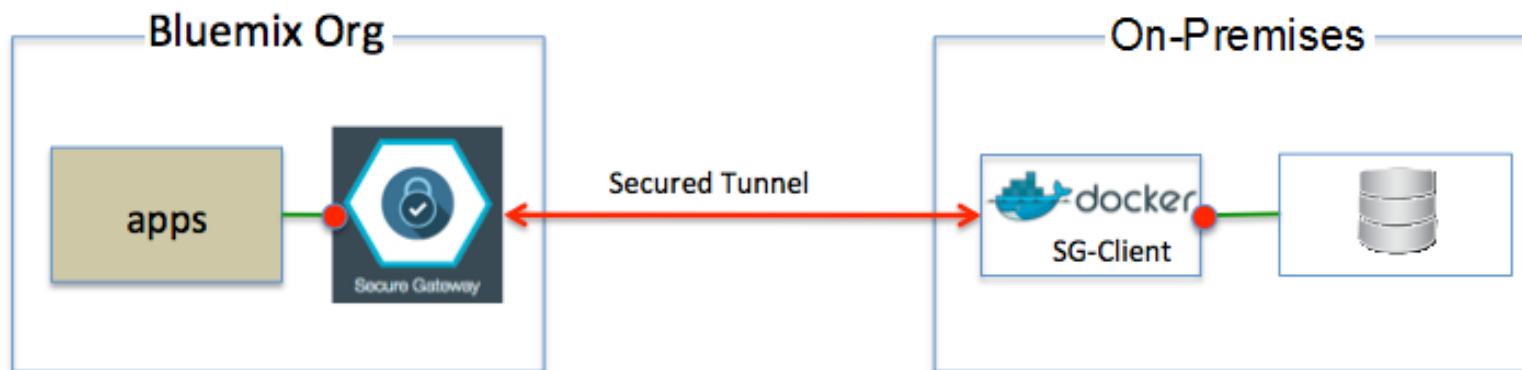 Bluemix Org
On-Premises
apps
Secure Gateway
Secured Tunnel
docker
SG-Client